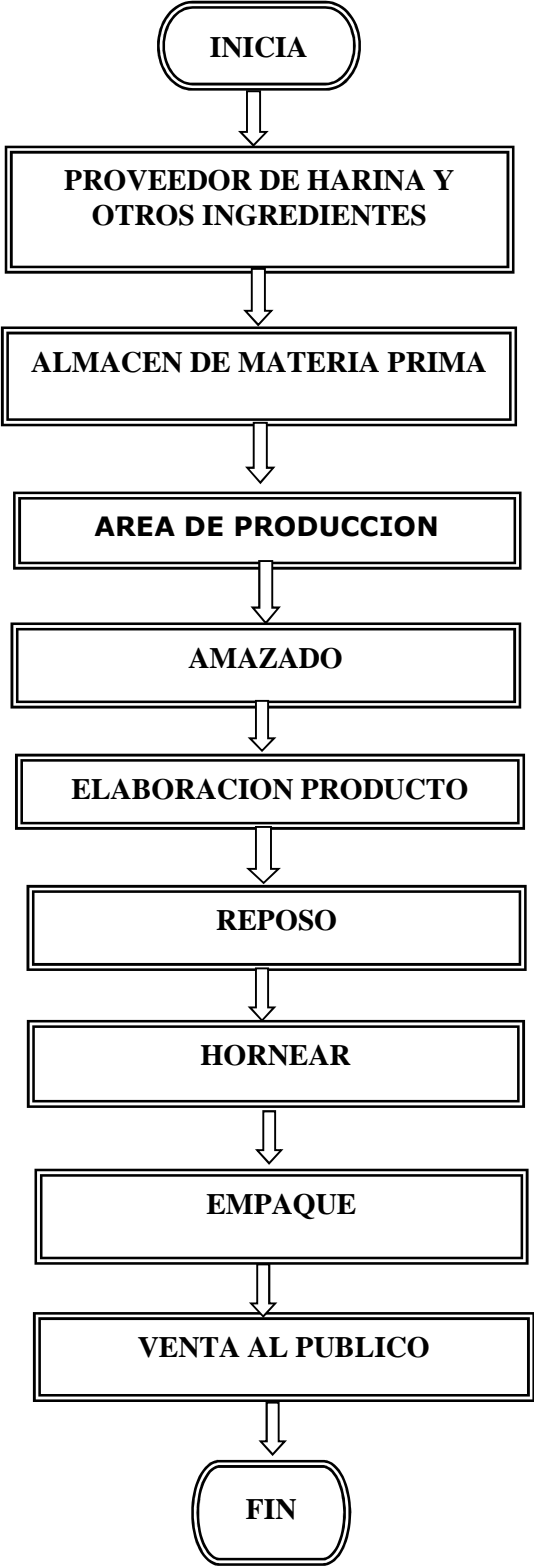 INICIA
PROVEEDOR DE HARINA Y
OTROS INGREDIENTES
ALMACEN DE MATERIA PRIMA
AREA DE PRODUCCION
AMAZADO
ELABORACION PRODUCTO
REPOSO
HORNEAR
EMPAQUE
VENTA AL PUBLICO
FIN